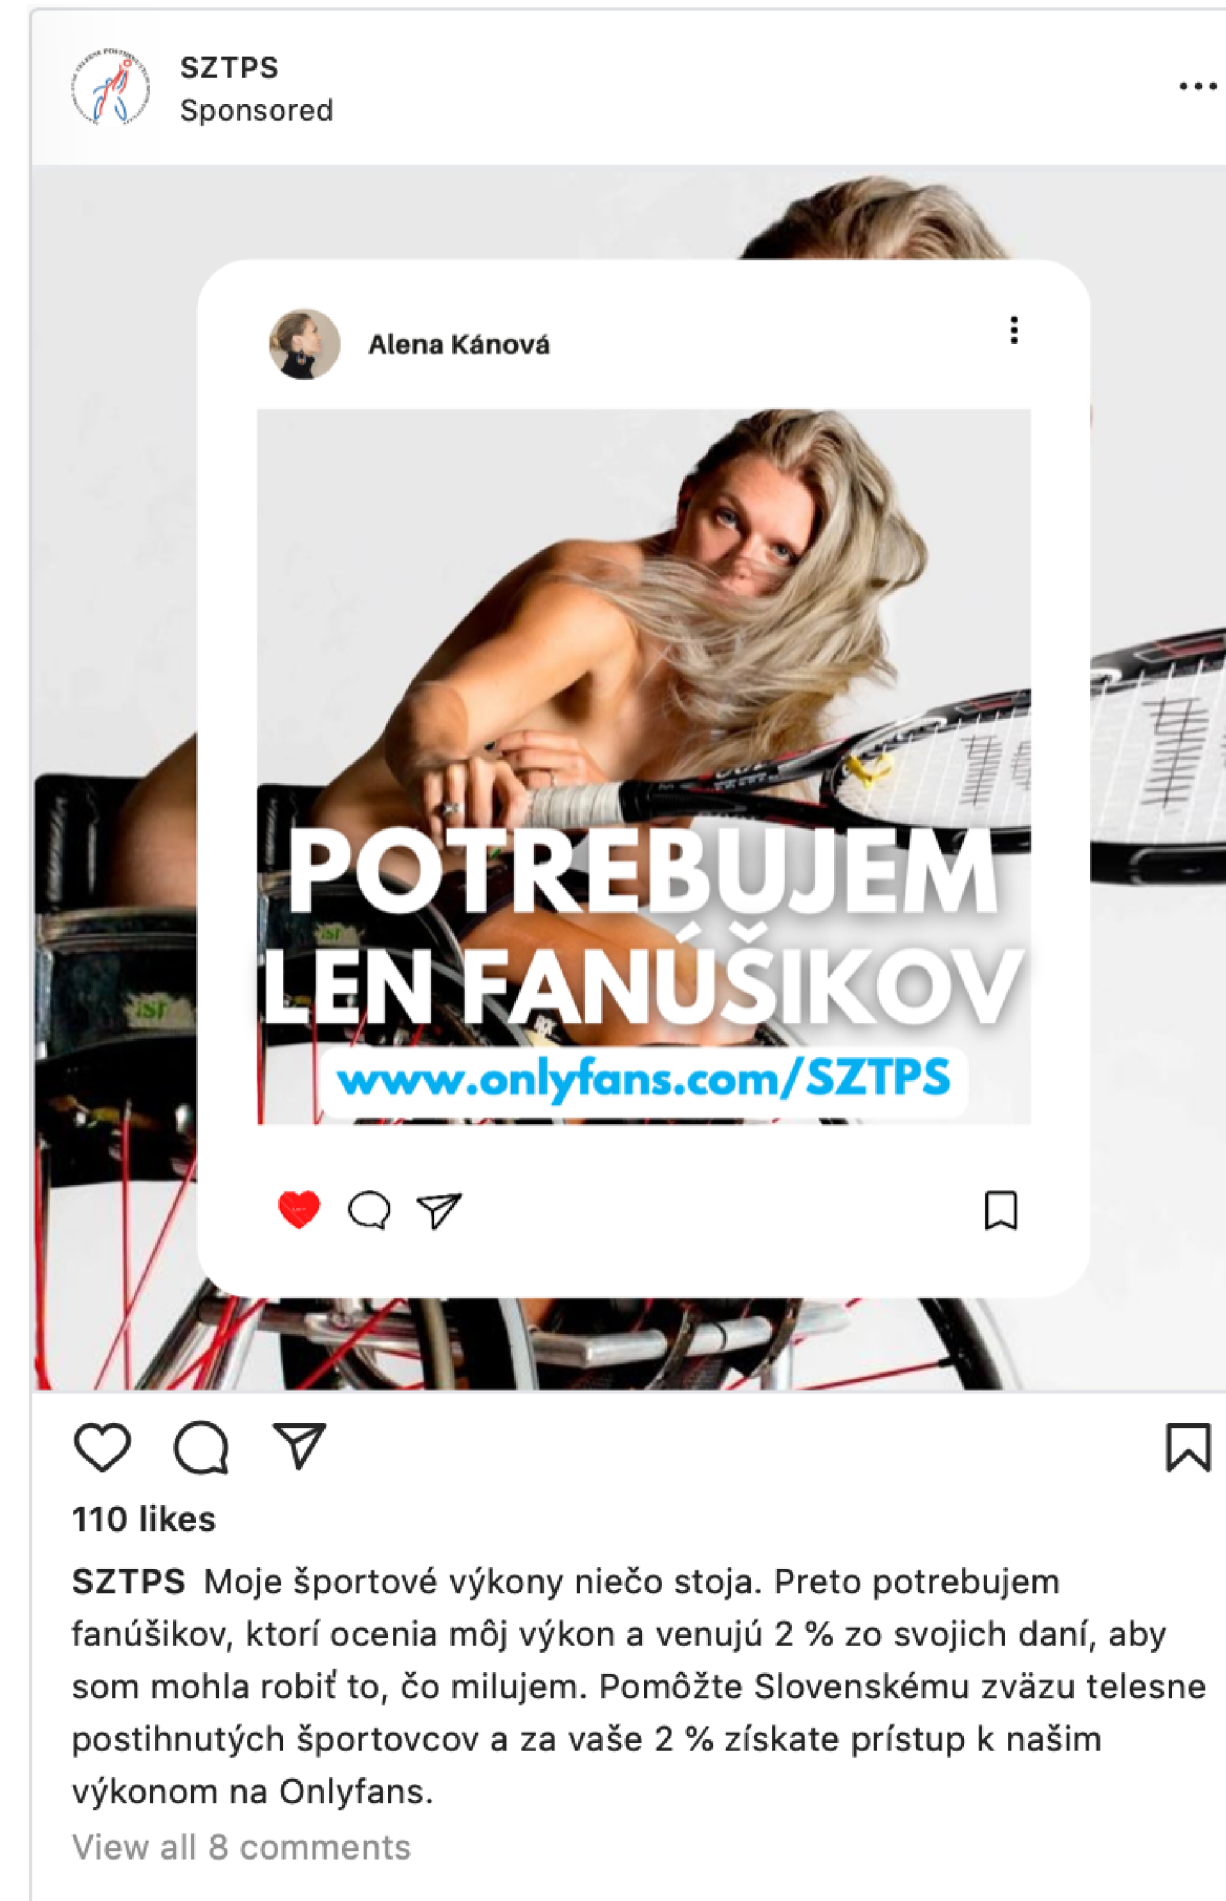 SZTPS
Sponsored
Alena Kánová
POTREBUJEM
LEN FANÚŠIKOV
www.onlyfans.com/SZTPS
110 likes
SZTPS Moje športové výkony niečo stoja. Preto potrebujem
fanúšikov, ktorí ocenia môj výkon a venujú 2 % zo svojich daní, aby
som mohla robiť to, čo milujem. Pomôžte Slovenskému zväzu telesne
postihnutých športovcov a za vaše 2 % získate prístup k našim
výkonom na Onlyfans.
View all 8 comments